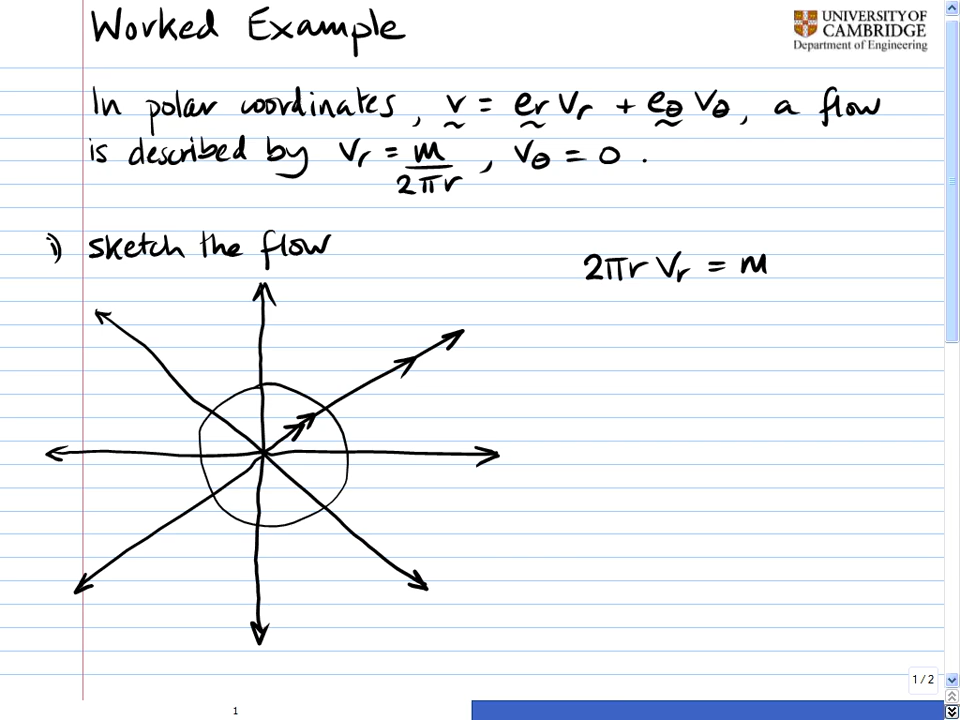 Worked Example
UNIVERSITY OF
CAMBRIDGE
Department of Engineering
In polar coordinates, v = er Vr + eθ Vθ, a flow
is described by Vr = m/2πr, Vθ = 0.
i) sketch the flow
2πr Vr = m
1 / 2
1